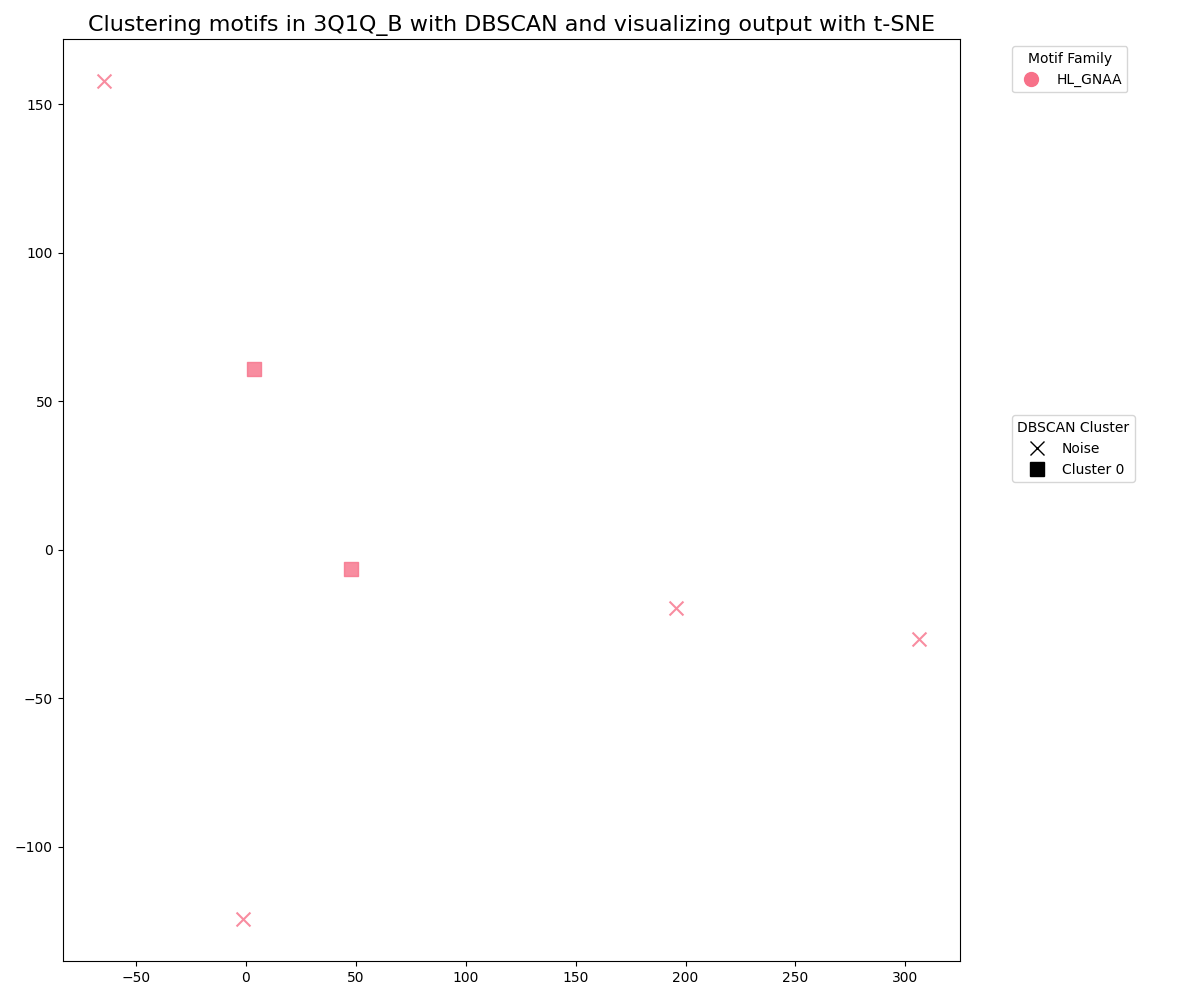 Clustering motifs in 3Q1Q_B with DBSCAN and visualizing output with t-SNE
Motif Family
HL_GNAA
150
100
50
0
−50
−100
DBSCAN Cluster
Noise
Cluster 0
−50
0
50
100
150
200
250
300